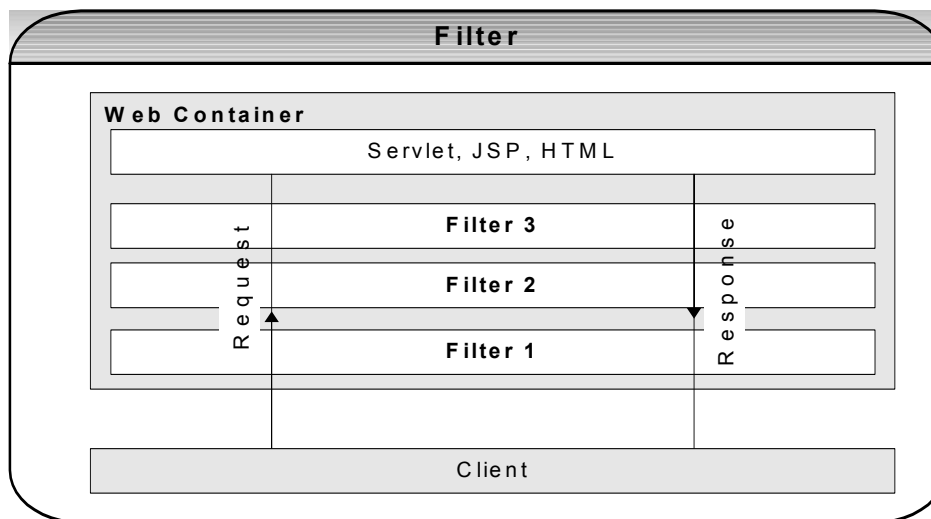 Filter
Web Container
Servlet, JSP, HTML
Filter 3
Filter 2
Filter 1
Request
Response
Client